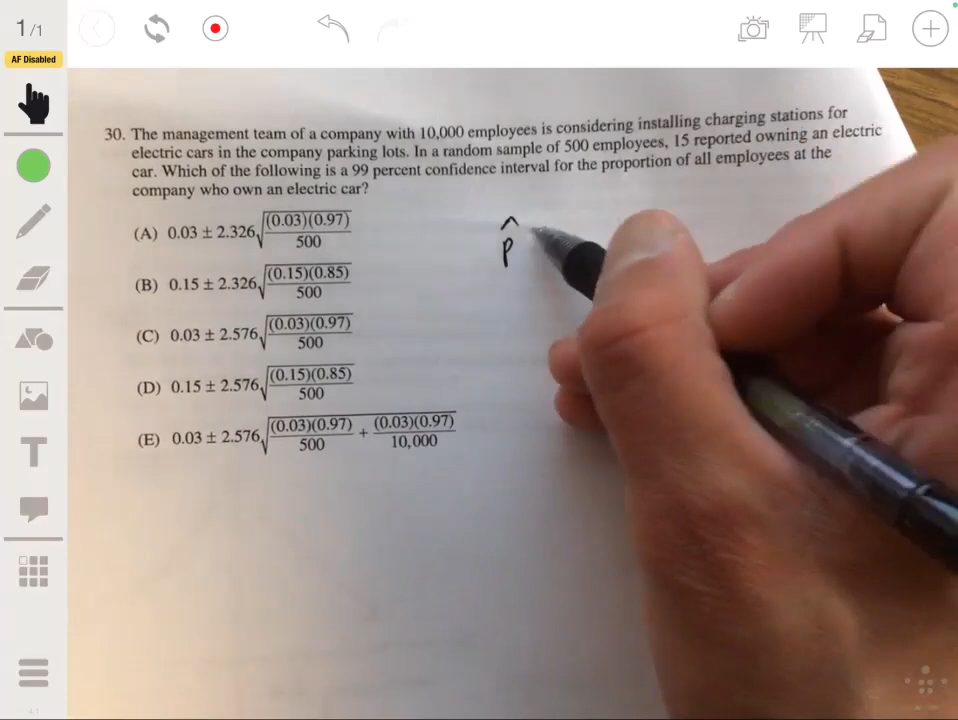 1/1
AF Disabled
30. The management team of a company with 10,000 employees is considering installing charging stations for
electric cars in the company parking lots. In a random sample of 500 employees, 15 reported owning an electric
car. Which of the following is a 99 percent confidence interval for the proportion of all employees at the
company who own an electric car?
(A) 0.03 ± 2.326√((0.03)(0.97)/500)
(B) 0.15 ± 2.326√((0.15)(0.85)/500)
(C) 0.03 ± 2.576√((0.03)(0.97)/500)
(D) 0.15 ± 2.576√((0.15)(0.85)/500)
(E) 0.03 ± 2.576√((0.03)(0.97)/500 + (0.03)(0.97)/10,000)
p̂
T
4.1